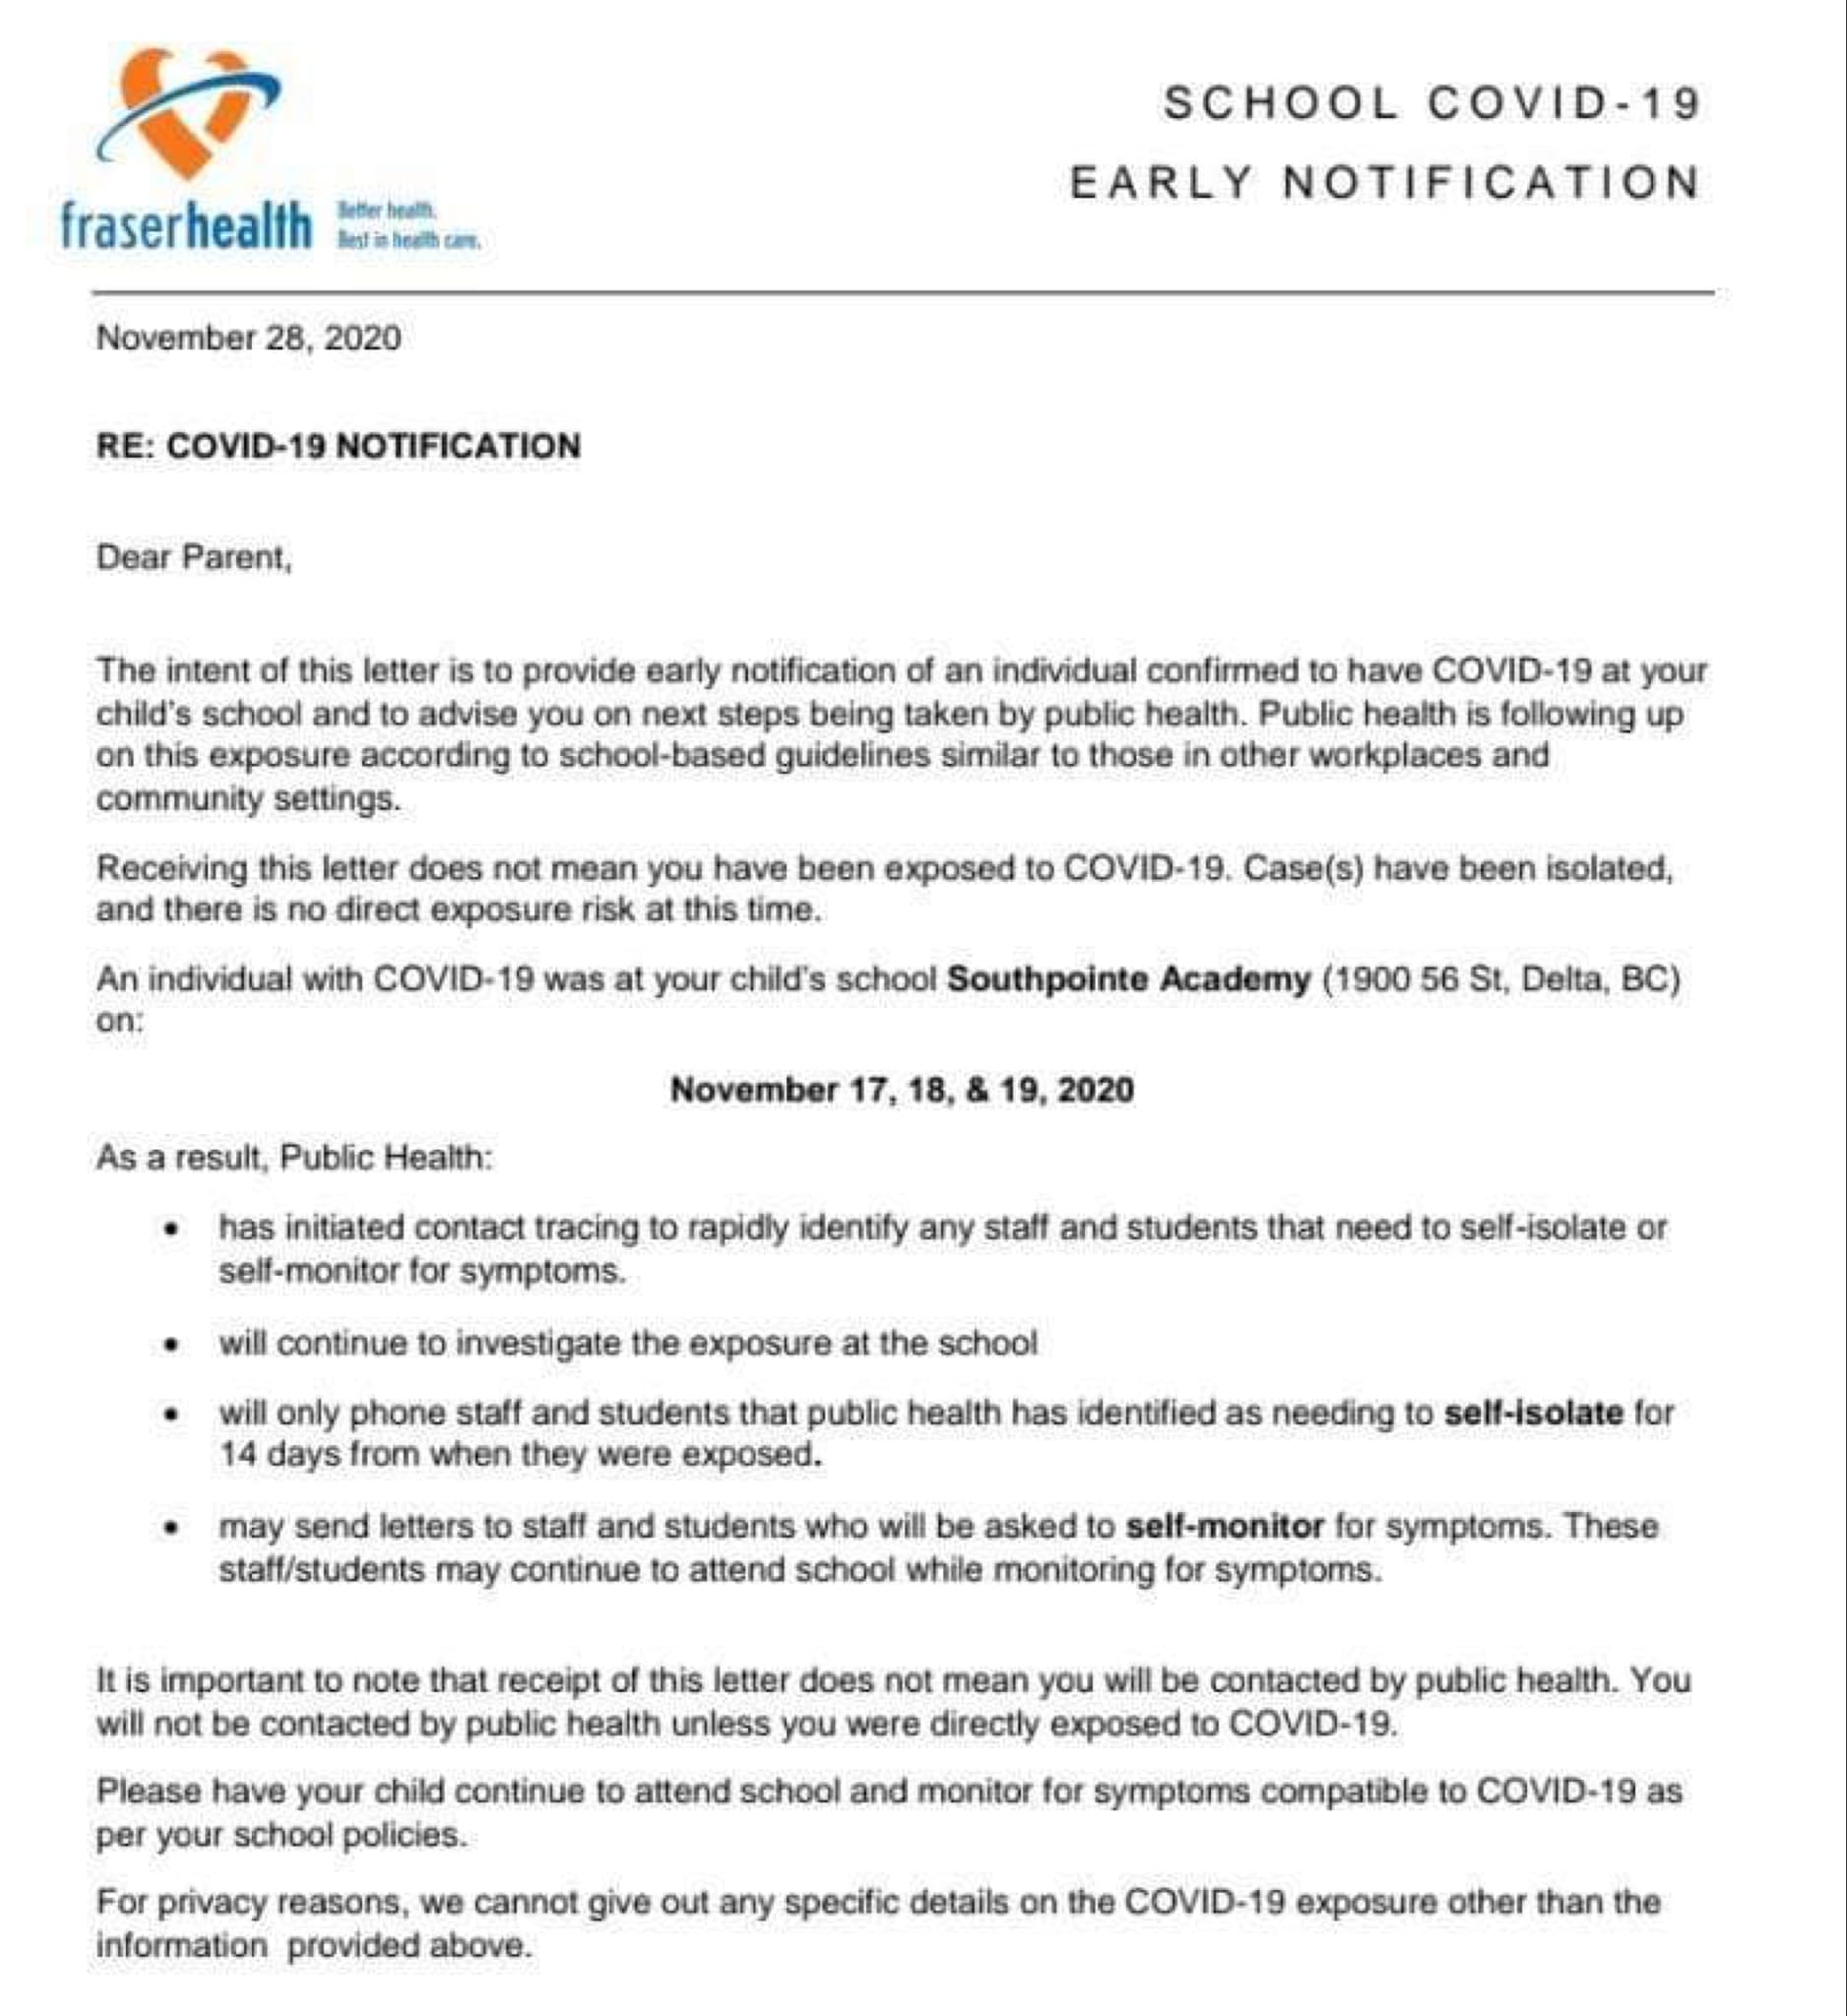 SCHOOL COVID-19
EARLY NOTIFICATION
fraserhealth
Better health.
Best in health care.
November 28, 2020
RE: COVID-19 NOTIFICATION
Dear Parent,
The intent of this letter is to provide early notification of an individual confirmed to have COVID-19 at your
child's school and to advise you on next steps being taken by public health. Public health is following up
on this exposure according to school-based guidelines similar to those in other workplaces and
community settings.
Receiving this letter does not mean you have been exposed to COVID-19. Case(s) have been isolated,
and there is no direct exposure risk at this time.
An individual with COVID-19 was at your child's school Southpointe Academy (1900 56 St, Delta, BC)
on:
November 17, 18, & 19, 2020
As a result, Public Health:
• has initiated contact tracing to rapidly identify any staff and students that need to self-isolate or
self-monitor for symptoms.
• will continue to investigate the exposure at the school
• will only phone staff and students that public health has identified as needing to self-isolate for
14 days from when they were exposed.
• may send letters to staff and students who will be asked to self-monitor for symptoms. These
staff/students may continue to attend school while monitoring for symptoms.
It is important to note that receipt of this letter does not mean you will be contacted by public health. You
will not be contacted by public health unless you were directly exposed to COVID-19.
Please have your child continue to attend school and monitor for symptoms compatible to COVID-19 as
per your school policies.
For privacy reasons, we cannot give out any specific details on the COVID-19 exposure other than the
information provided above.